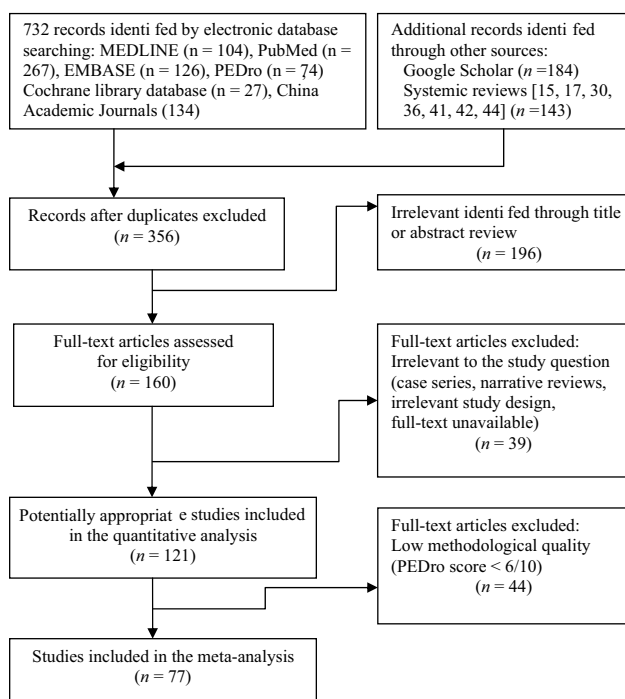 732 records identi fed by electronic database
searching: MEDLINE (n = 104), PubMed (n =
267), EMBASE (n = 126), PEDro (n = 74)
Cochrane library database (n = 27), China
Academic Journals (134)
Additional records identi fed
through other sources:
Google Scholar (n =184)
Systemic reviews [15, 17, 30,
36, 41, 42, 44] (n =143)
Records after duplicates excluded
(n = 356)
Irrelevant identi fed through title
or abstract review
n = 196)
Full-text articles assessed
for eligibility
(n = 160)
Full-text articles excluded:
Irrelevant to the study question
(case series, narrative reviews,
irrelevant study design,
full-text unavailable)
(n = 39)
Potentially appropriat e studies included
in the quantitative analysis
(n = 121)
Full-text articles excluded:
Low methodological quality
(PEDro score < 6/10)
(n = 44)
Studies included in the meta-analysis
(n = 77)